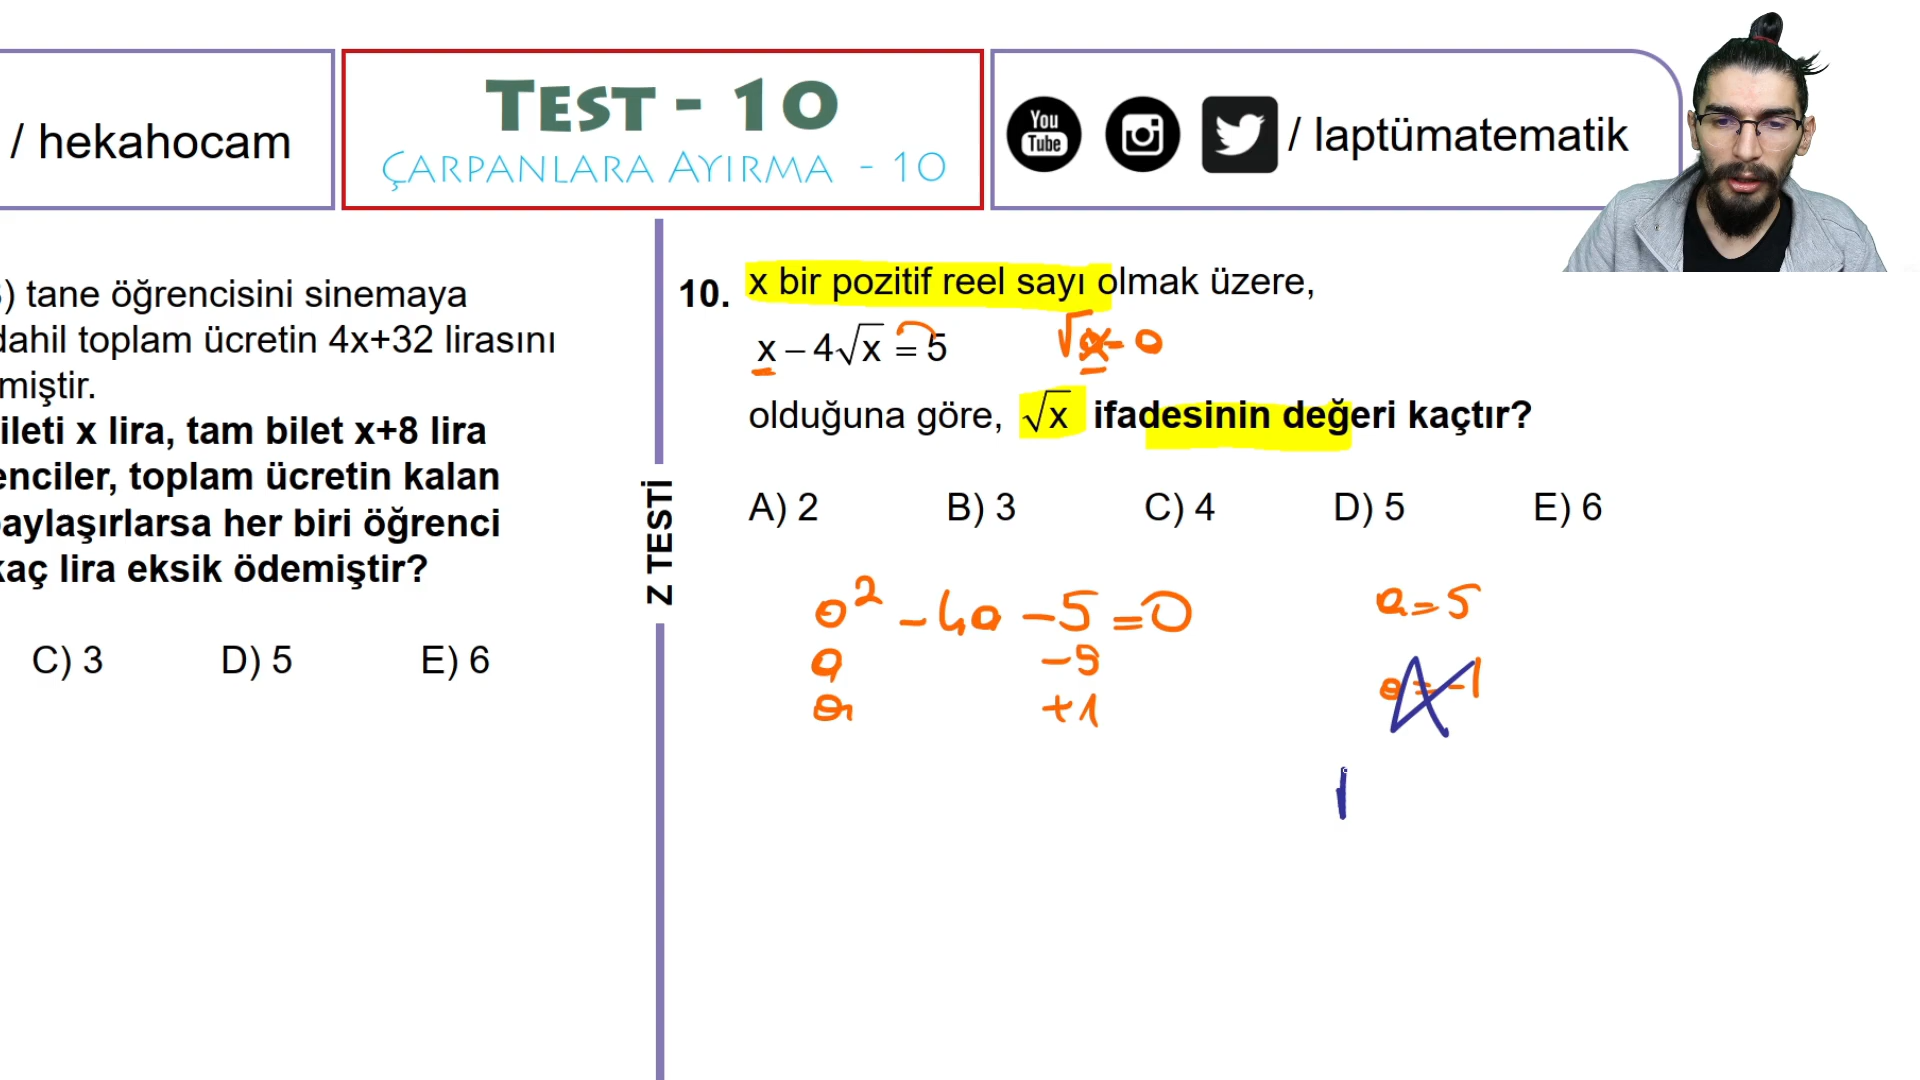 / hekahocam
TEST - 10
ÇARPANLARA AYIRMA - 10
You
Tube
/ laptümatematik
tane öğrencisini sinemaya
dahil toplam ücretin 4x+32 lirasını
miştir.
ileti x lira, tam bilet x+8 lira
enciler, toplam ücretin kalan
paylaşırlarsa her biri öğrenci
kaç lira eksik ödemiştir?
C) 3 D) 5 E) 6
Z TESTİ
10. x bir pozitif reel sayı olmak üzere,
x – 4√x = 5
olduğuna göre, √x ifadesinin değeri kaçtır?
A) 2 B) 3 C) 4 D) 5 E) 6
a² - 4a - 5 = 0
a -5
a +1
a = 5
a = -1